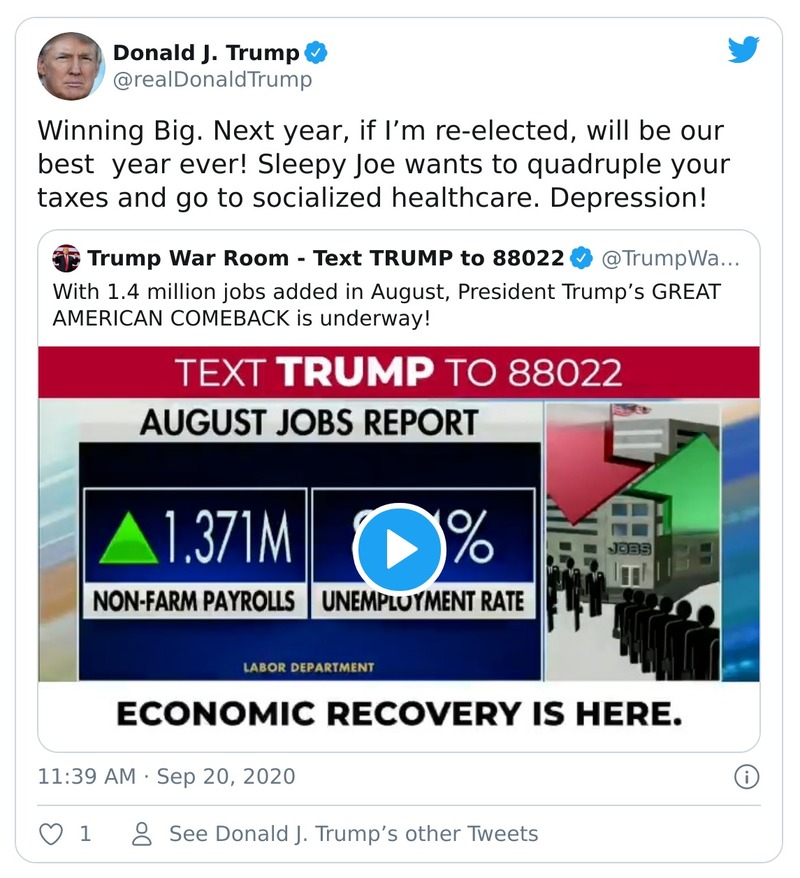 Donald J. Trump
@realDonaldTrump
Winning Big. Next year, if I’m re-elected, will be our
best  year ever! Sleepy Joe wants to quadruple your
taxes and go to socialized healthcare. Depression!
Trump War Room - Text TRUMP to 88022 @TrumpWa...
With 1.4 million jobs added in August, President Trump’s GREAT
AMERICAN COMEBACK is underway!
TEXT TRUMP TO 88022
AUGUST JOBS REPORT
1.371M
%
NON-FARM PAYROLLS
UNEMPLOYMENT RATE
JOBS
LABOR DEPARTMENT
ECONOMIC RECOVERY IS HERE.
11:39 AM · Sep 20, 2020
1
See Donald J. Trump’s other Tweets